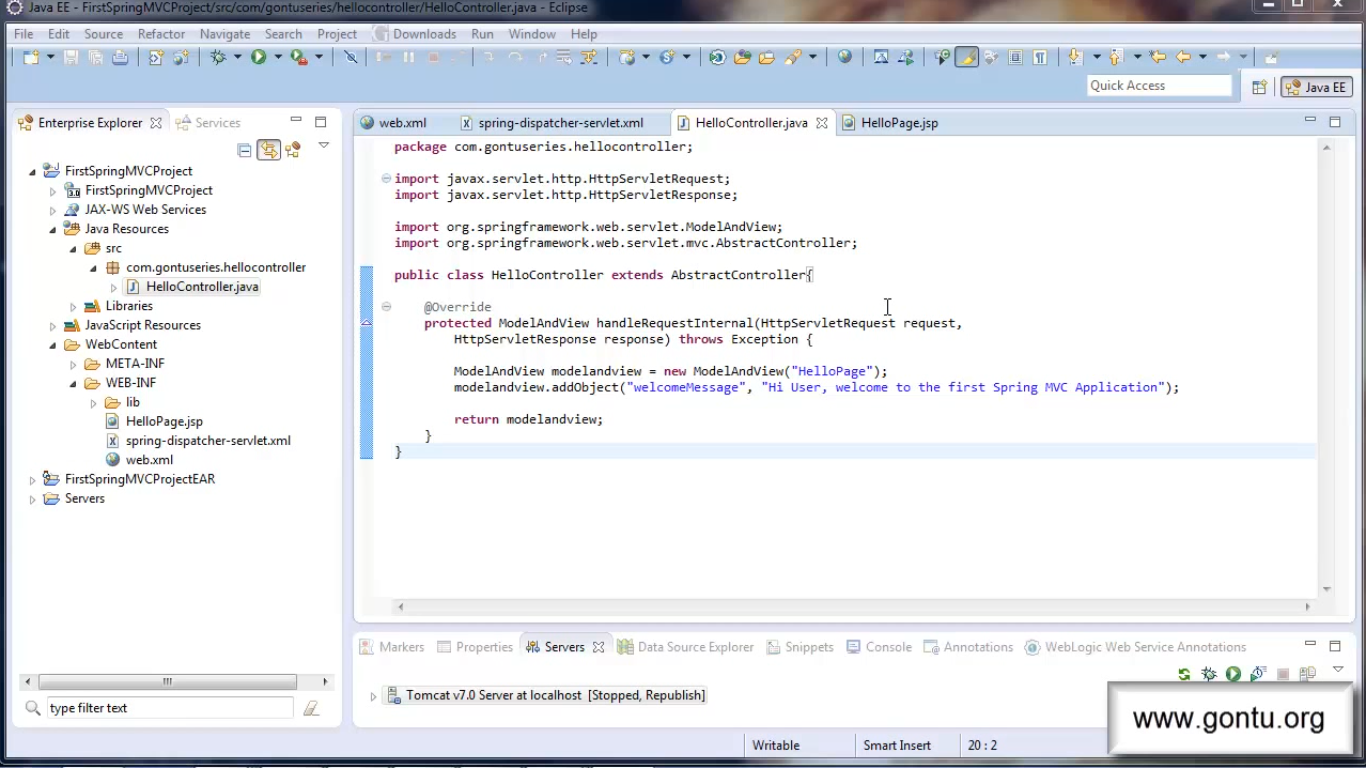 Java EE - FirstSpringMVCProject/src/com/gontuseries/hellocontroller/HelloController.java - Eclipse
File Edit Source Refactor Navigate Search Project Downloads Run Window Help
Quick Access
Java EE
Enterprise Explorer
Services
FirstSpringMVCProject
FirstSpringMVCProject
JAX-WS Web Services
Java Resources
src
com.gontuseries.hellocontroller
HelloController.java
Libraries
JavaScript Resources
WebContent
META-INF
WEB-INF
lib
HelloPage.jsp
spring-dispatcher-servlet.xml
web.xml
FirstSpringMVCProjectEAR
Servers
type filter text
web.xml spring-dispatcher-servlet.xml HelloController.java HelloPage.jsp
package com.gontuseries.hellocontroller;
import javax.servlet.http.HttpServletRequest;
import javax.servlet.http.HttpServletResponse;
import org.springframework.web.servlet.ModelAndView;
import org.springframework.web.servlet.mvc.AbstractController;
public class HelloController extends AbstractController{
@Override
protected ModelAndView handleRequestInternal(HttpServletRequest request,
HttpServletResponse response) throws Exception {
ModelAndView modelandview = new ModelAndView("HelloPage");
modelandview.addObject("welcomeMessage", "Hi User, welcome to the first Spring MVC Application");
return modelandview;
}
}
Markers Properties Servers Data Source Explorer Snippets Console Annotations WebLogic Web Service Annotations
Tomcat v7.0 Server at localhost [Stopped, Republish]
www.gontu.org
Writable Smart Insert 20 : 2